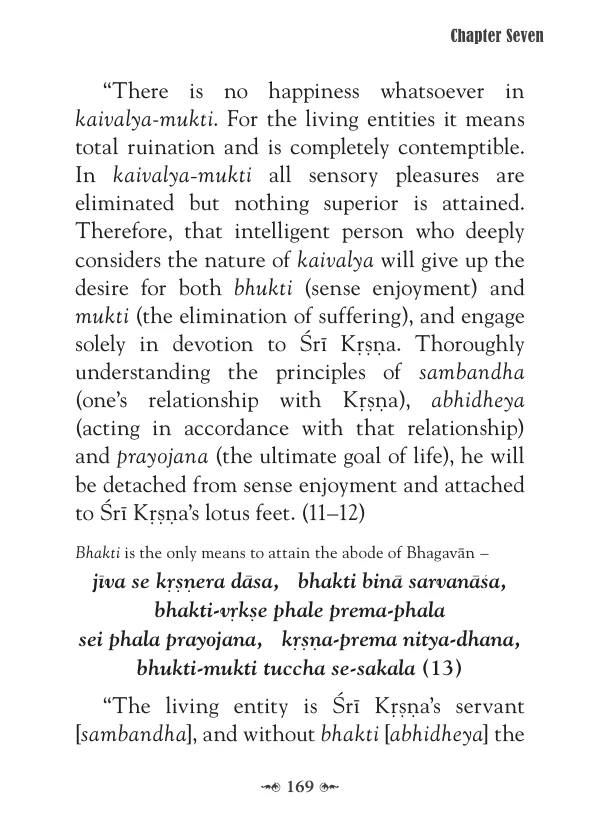 Chapter Seven
“There is no happiness whatsoever in
kaivalya-mukti. For the living entities it means
total ruination and is completely contemptible.
In kaivalya-mukti all sensory pleasures are
eliminated but nothing superior is attained.
Therefore, that intelligent person who deeply
considers the nature of kaivalya will give up the
desire for both bhukti (sense enjoyment) and
mukti (the elimination of suffering), and engage
solely in devotion to Śrī Kṛṣṇa. Thoroughly
understanding the principles of sambandha
(one’s relationship with Kṛṣṇa), abhidheya
(acting in accordance with that relationship)
and prayojana (the ultimate goal of life), he will
be detached from sense enjoyment and attached
to Śrī Kṛṣṇa’s lotus feet. (11–12)
Bhakti is the only means to attain the abode of Bhagavān –
jīva se kṛṣṇera dāsa, bhakti binā sarvanāśa,
bhakti-vṛkṣe phale prema-phala
sei phala prayojana, kṛṣṇa-prema nitya-dhana,
bhukti-mukti tuccha se-sakala (13)
“The living entity is Śrī Kṛṣṇa’s servant
[sambandha], and without bhakti [abhidheya] the
169